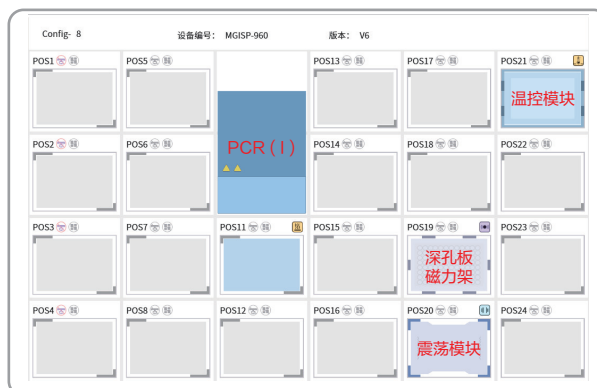 Config- 8 设备编号： MGISP-960 版本： V6
POS1 POS5 POS13 POS17 POS21
温控模块
POS2 POS6 PCR ( I ) POS14 POS18 POS22
POS3 POS7 POS11 POS15 POS19 POS23
深孔板
磁力架
POS4 POS8 POS12 POS16 POS20 POS24
震荡模块